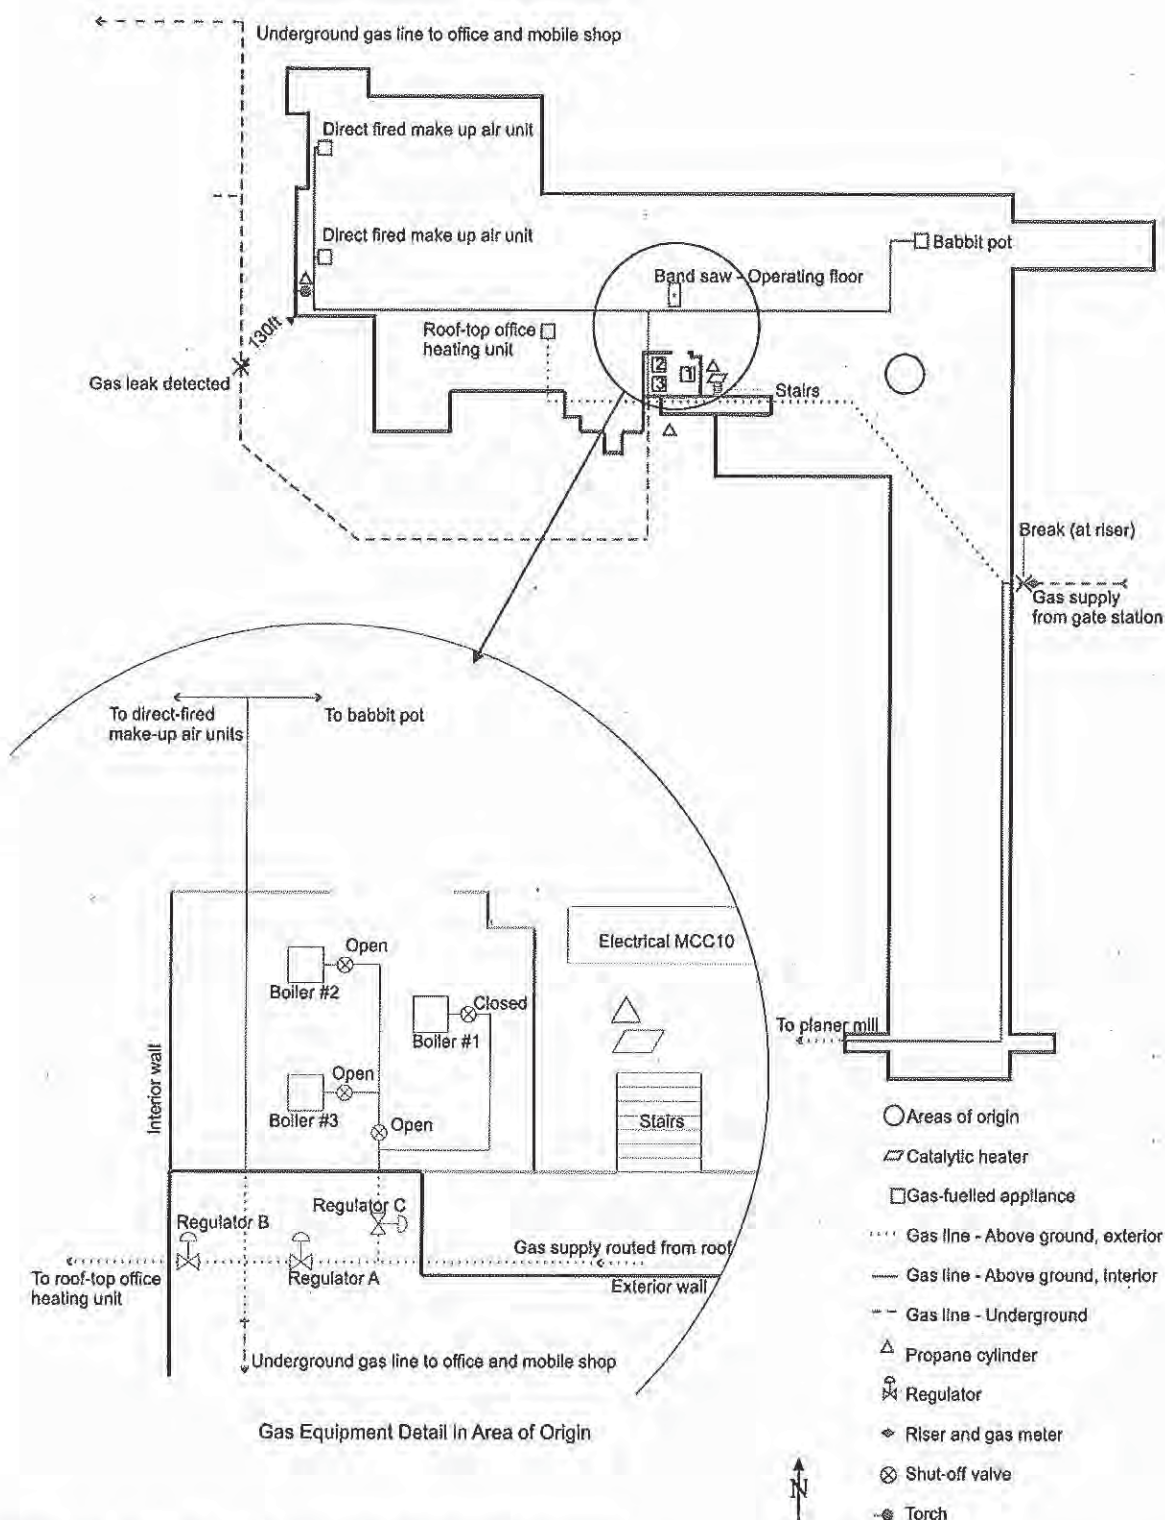 Underground gas line to office and mobile shop
Direct fired make up air unit
Direct fired make up air unit
Babbit pot
Band saw - Operating floor
130ft
Roof-top office
heating unit
Gas leak detected
2
3
1
Stairs
Break (at riser)
Gas supply
from gate station
To direct-fired
make-up air units
To babbit pot
Electrical MCC10
Open
Boiler #2
Closed
Boiler #1
To planer mill
Interior wall
Open
Boiler #3
Open
Stairs
Regulator C
Regulator B
Gas supply routed from roof
To roof-top office
heating unit
Regulator A
Exterior wall
Underground gas line to office and mobile shop
Gas Equipment Detail in Area of Origin
Areas of origin
Catalytic heater
Gas-fuelled appliance
Gas line - Above ground, exterior
Gas line - Above ground, interior
Gas line - Underground
Propane cylinder
Regulator
Riser and gas meter
Shut-off valve
Torch
N